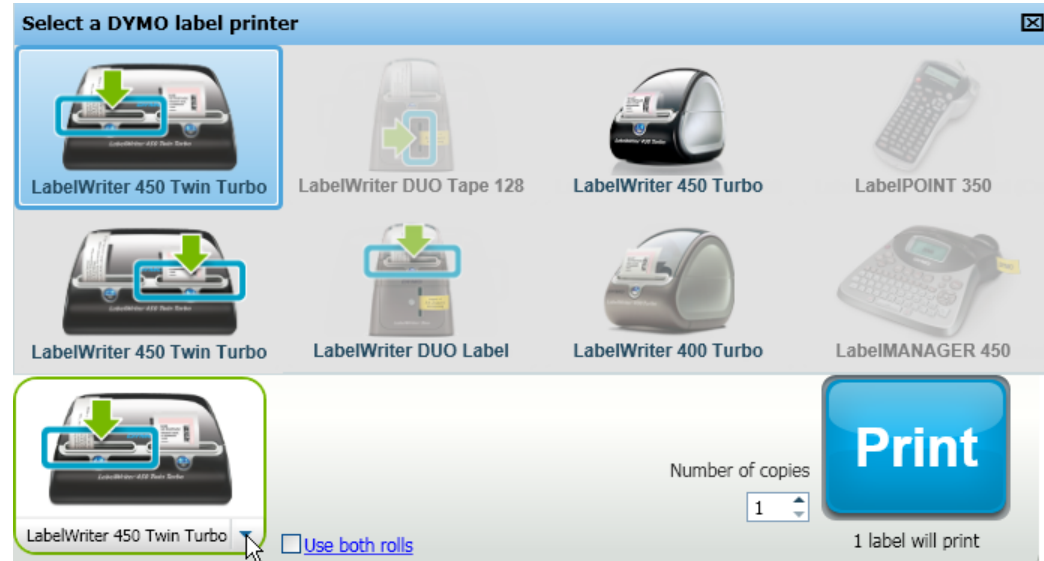 Select a DYMO label printer
LabelWriter 450 Twin Turbo
LabelWriter DUO Tape 128
LabelWriter 450 Turbo
LabelPOINT 350
LabelWriter 450 Twin Turbo
LabelWriter DUO Label
LabelWriter 400 Turbo
LabelMANAGER 450
LabelWriter 450 Twin Turbo
Use both rolls
Number of copies
1
Print
1 label will print